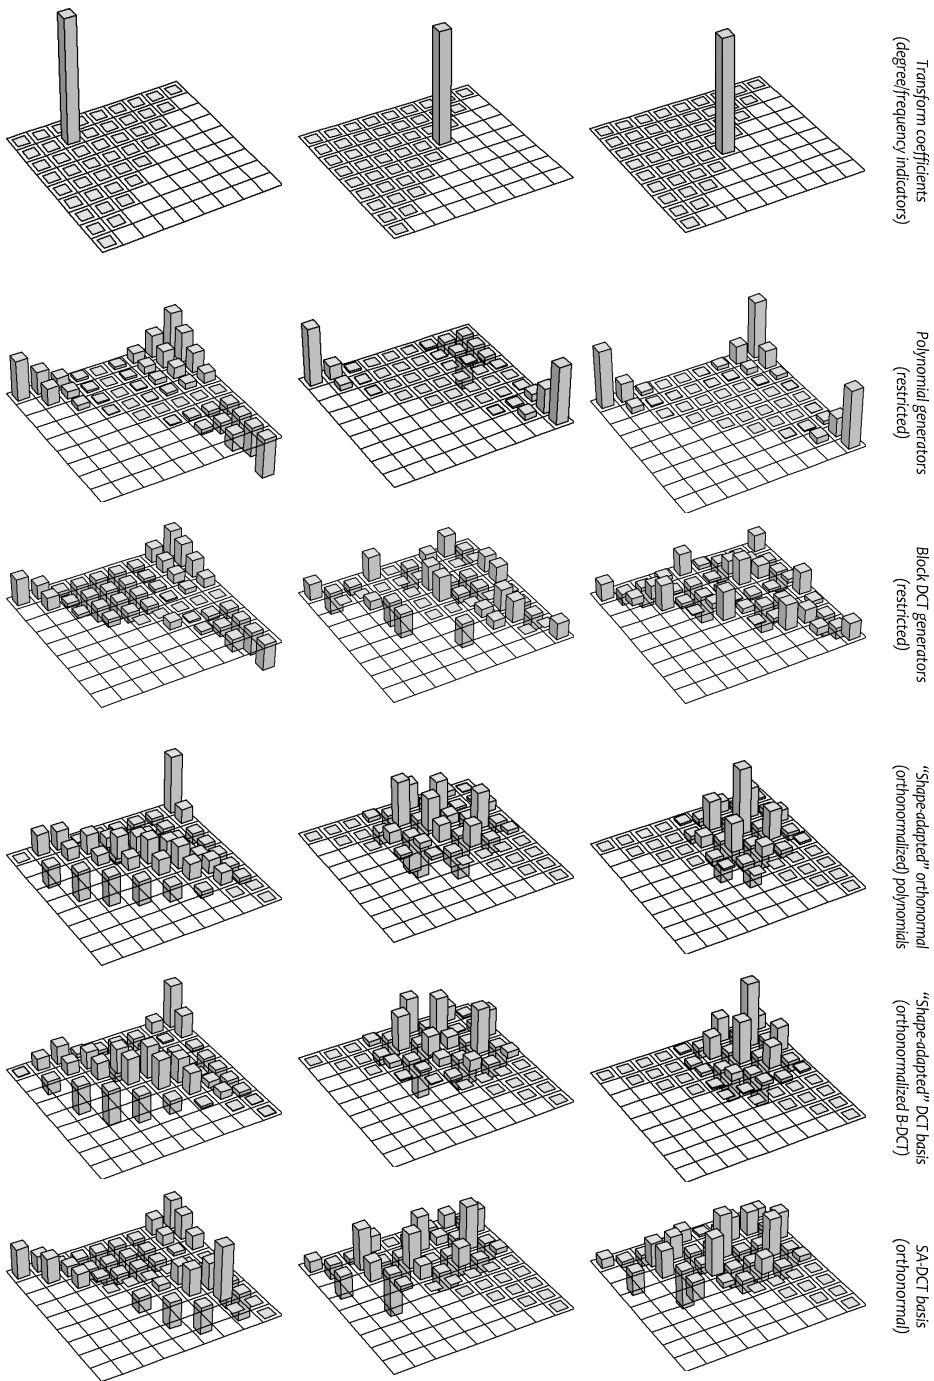 Transform coefficients
(degree/frequency indicators)
Polynomial generators
(restricted)
Block DCT generators
(restricted)
“Shape-adapted” orthonormal
(orthonormalized) polynomials
“Shape-adapted” DCT basis
(orthonormalized B-DCT)
SA-DCT basis
(orthonormal)